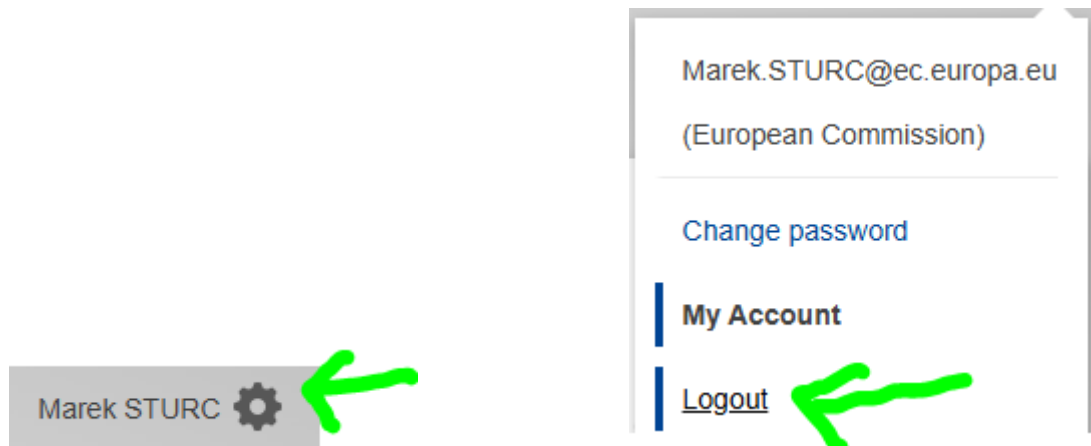 Marek.STURC@ec.europa.eu
(European Commission)
Change password
My Account
Logout
Marek STURC